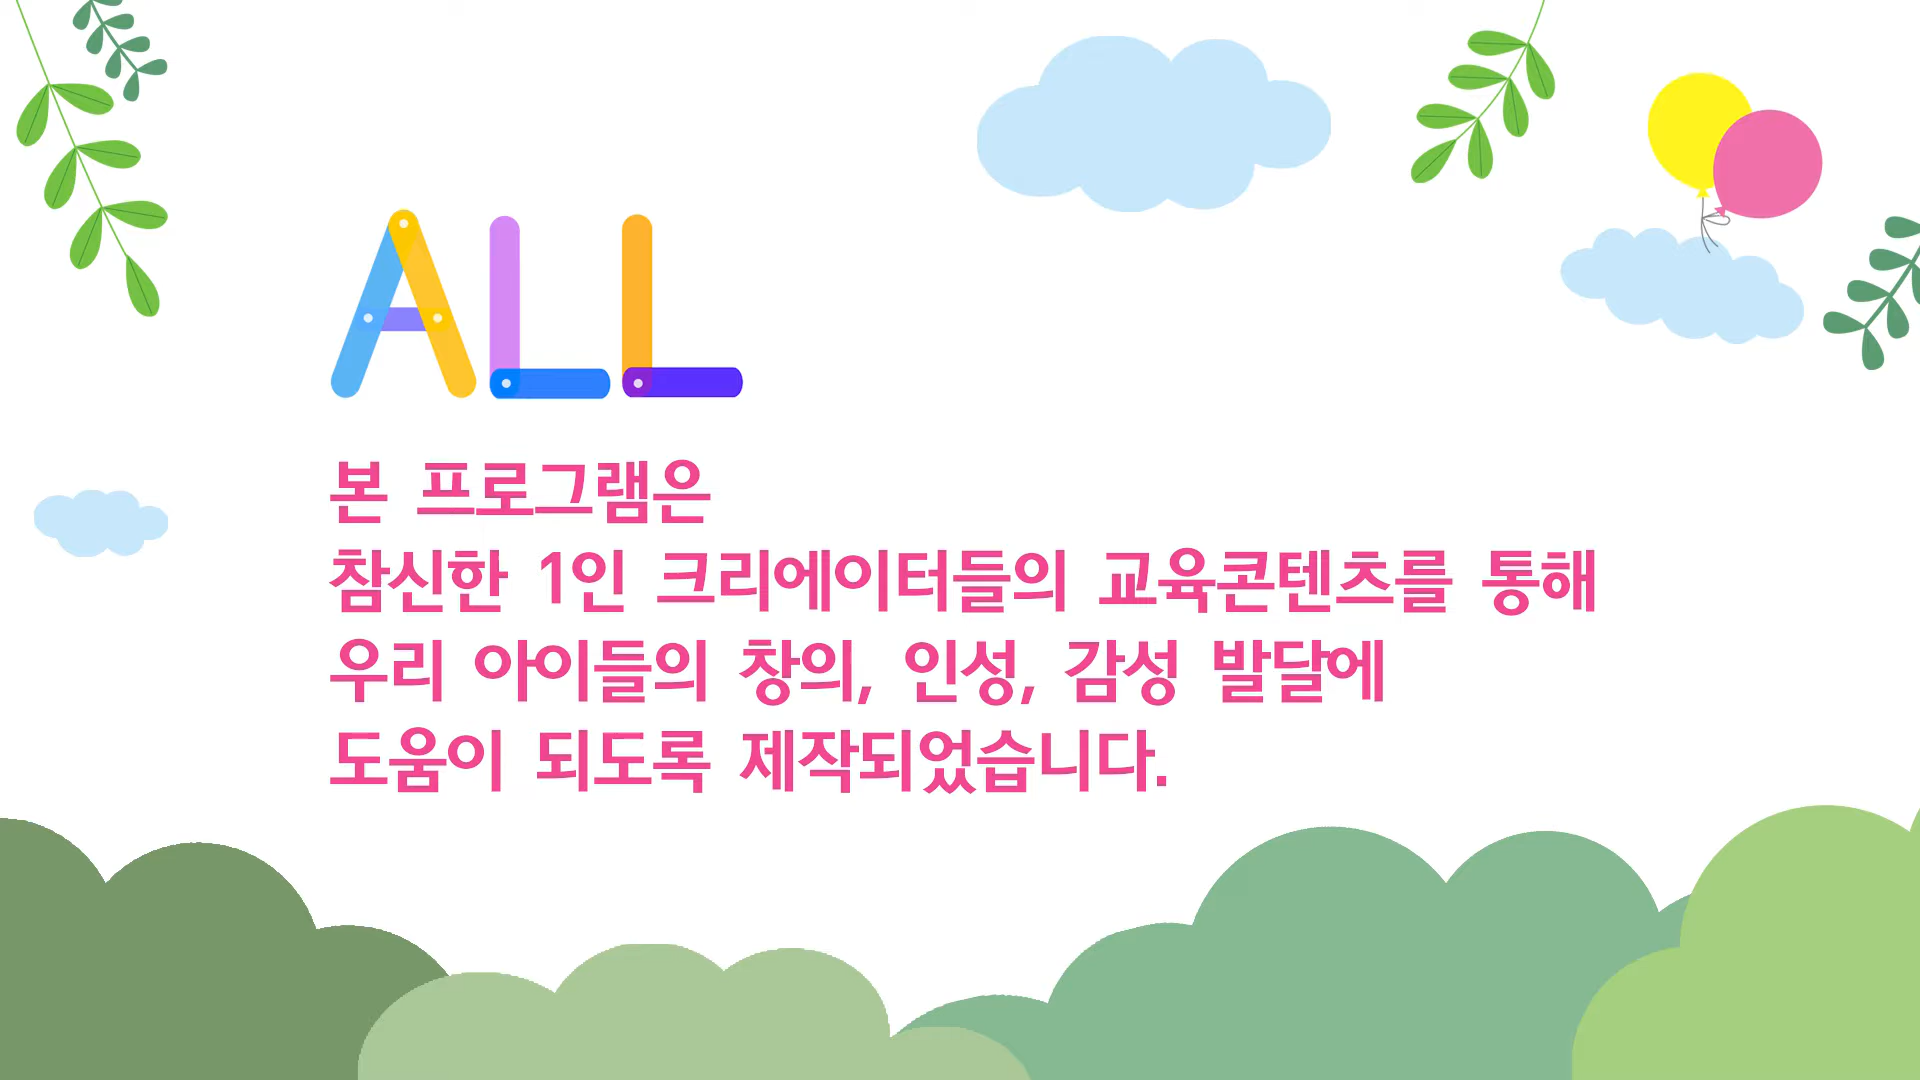 ALL
본 프로그램은
참신한 1인 크리에이터들의 교육콘텐츠를 통해
우리 아이들의 창의, 인성, 감성 발달에
도움이 되도록 제작되었습니다.